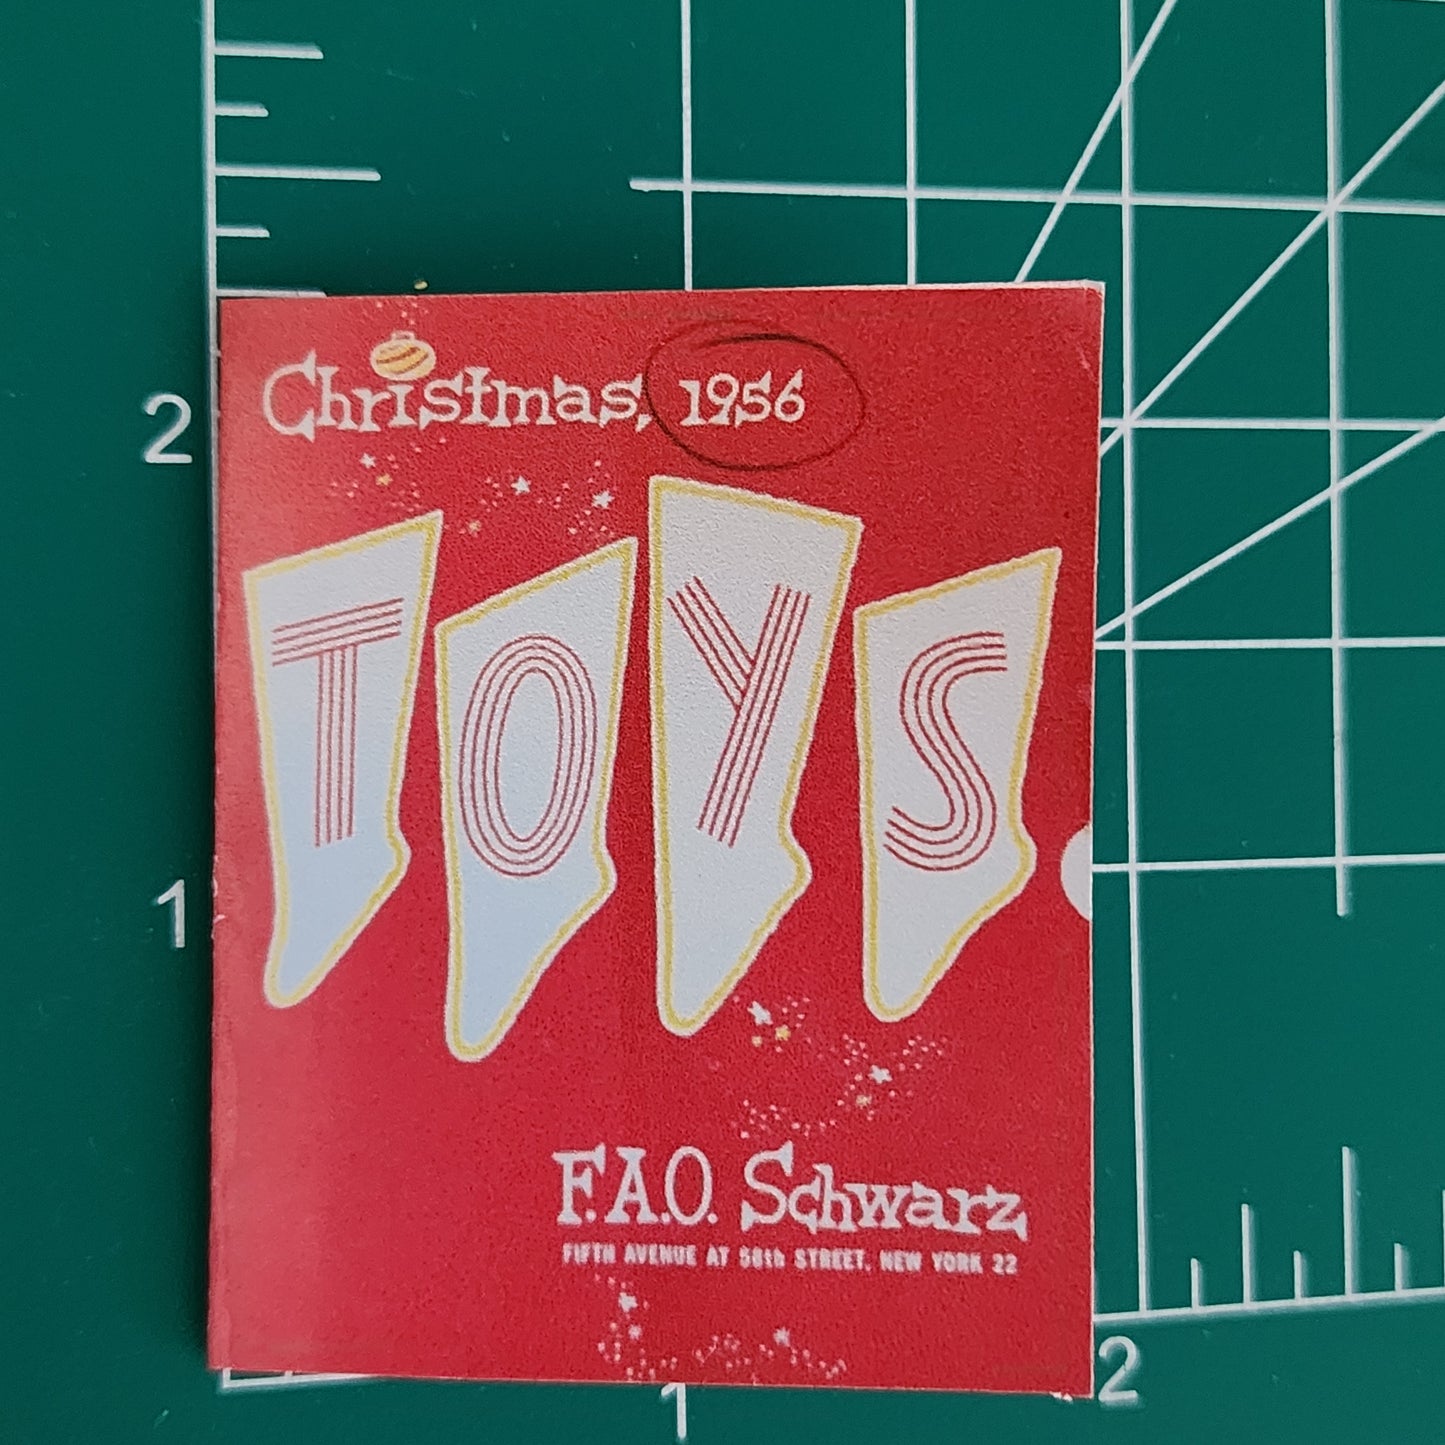 Christmas, 1956
TOYS
F.A.O. Schwarz
FIFTH AVENUE AT 58th STREET, NEW YORK 22
2
1
1
2